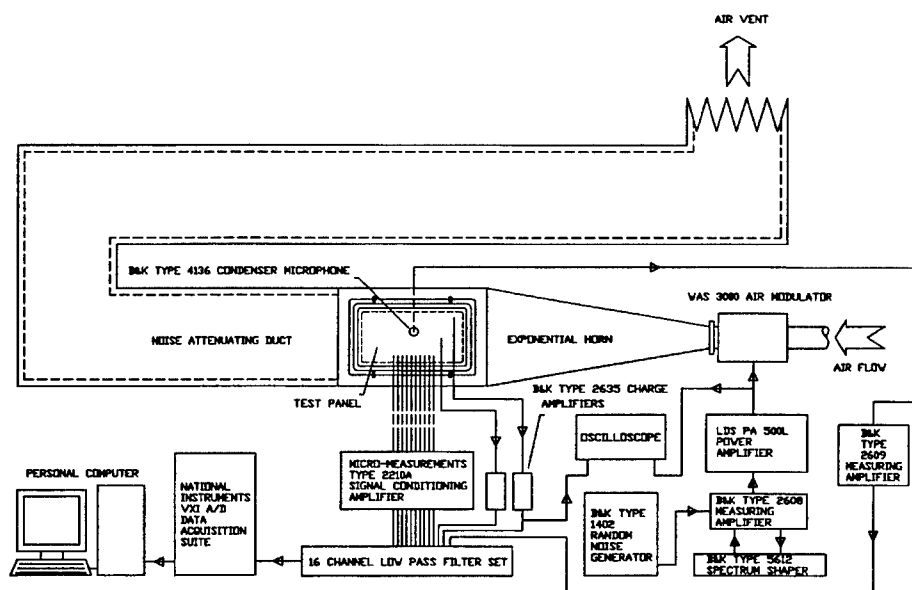 AIR VENT
B&K TYPE 4136 CONDENSER MICROPHONE
WAS 3000 AIR MODULATOR
NOISE ATTENUATING DUCT
EXPONENTIAL HORN
AIR FLOW
TEST PANEL
B&K TYPE 2635 CHARGE
AMPLIFIERS
OSCILLOSCOPE
LDS PA 500L
POWER
AMPLIFIER
B&K
TYPE
2609
MEASURING
AMPLIFIER
PERSONAL COMPUTER
NATIONAL
INSTRUMENTS
VXI A/D
DATA
ACQUISITION
SUITE
MICRO-MEASUREMENTS
TYPE 2210A
SIGNAL CONDITIONING
AMPLIFIER
B&K TYPE
1402
RANDOM
NOISE
GENERATOR
B&K TYPE 2608
MEASURING
AMPLIFIER
B&K TYPE 5612
SPECTRUM SHAPER
16 CHANNEL LOW PASS FILTER SET